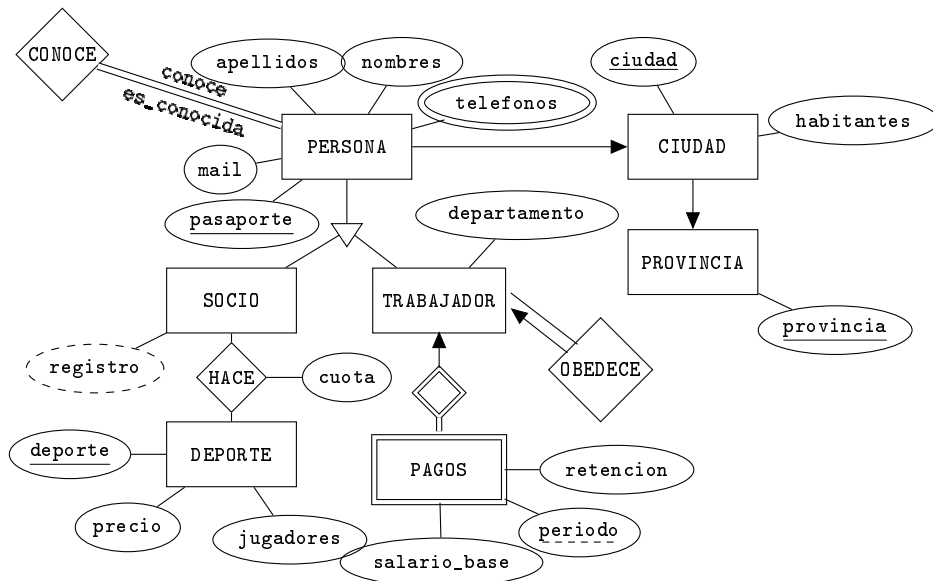 CONOCE
conoce
es_conocida
apellidos
nombres
telefonos
ciudad
habitantes
PERSONA
CIUDAD
mail
pasaporte
departamento
PROVINCIA
provincia
SOCIO
TRABAJADOR
registro
HACE
cuota
OBEDECE
deporte
DEPORTE
PAGOS
retencion
precio
jugadores
periodo
salario_base